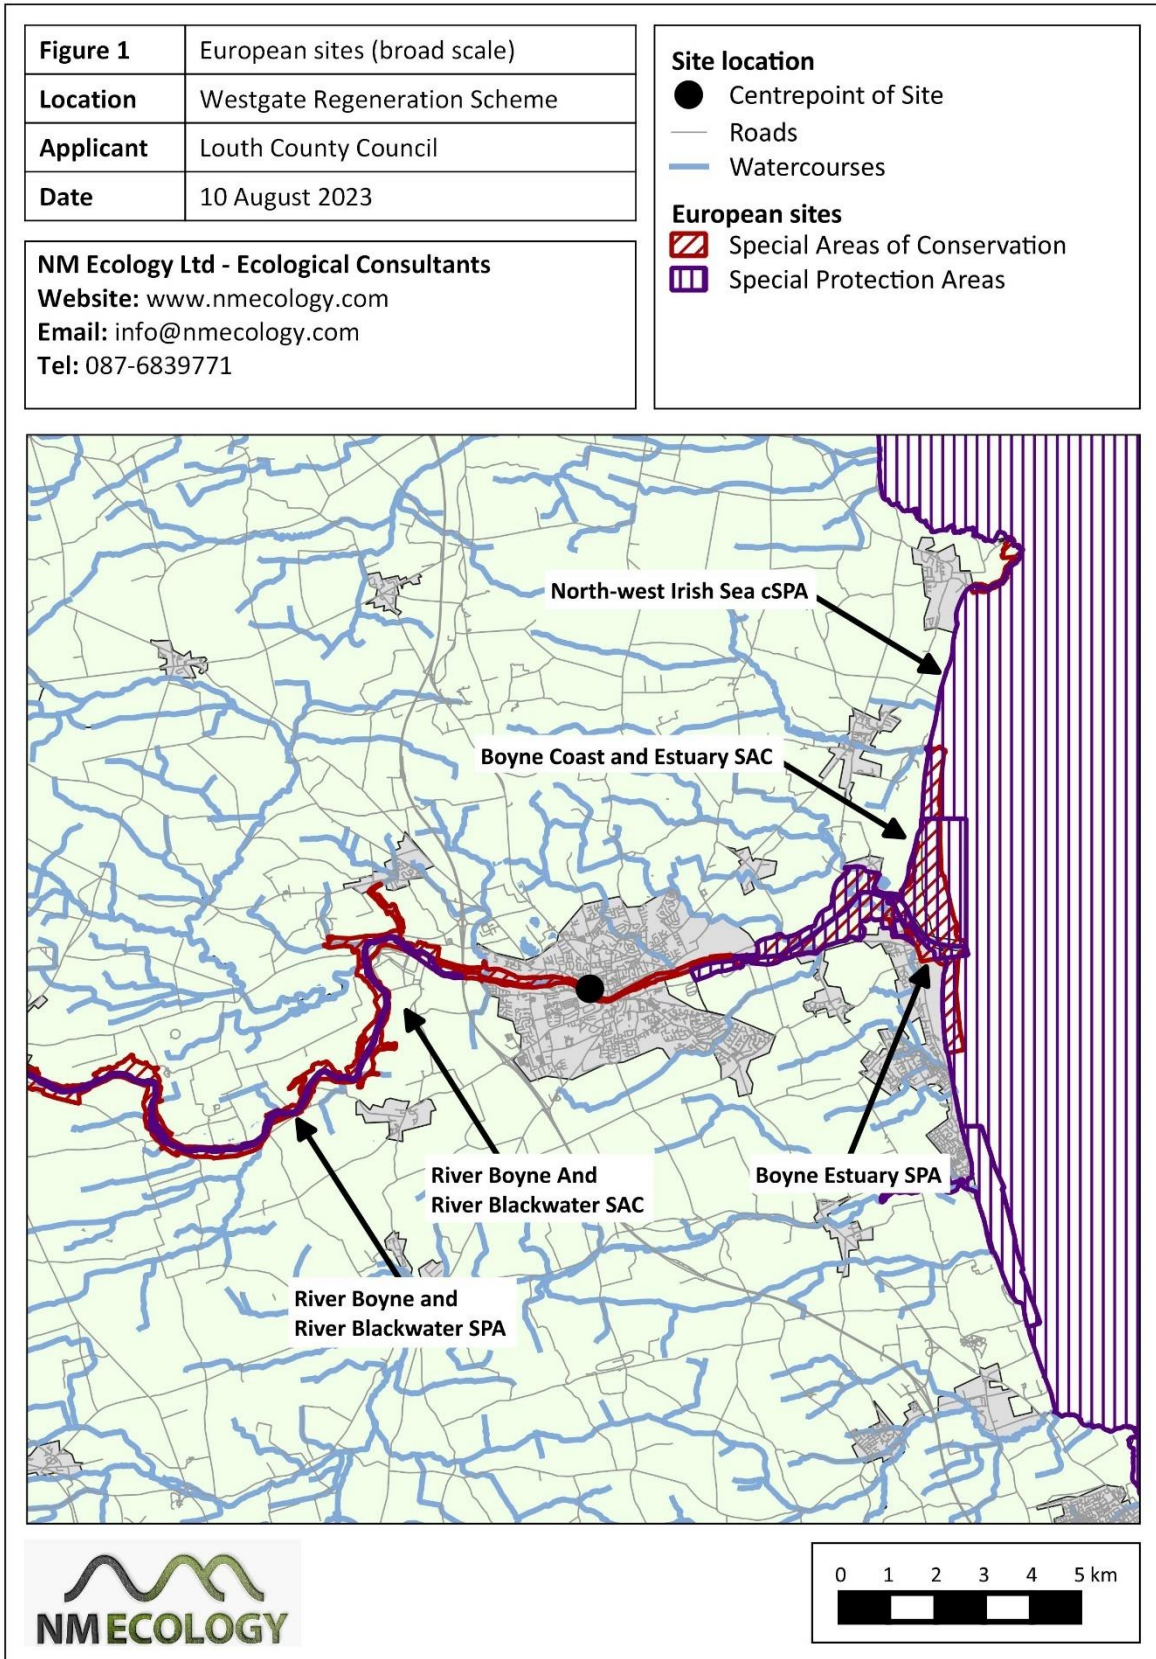 Figure 1 European sites (broad scale)
Location Westgate Regeneration Scheme
Applicant Louth County Council
Date 10 August 2023
NM Ecology Ltd - Ecological Consultants
Website: www.nmecology.com
Email: info@nmecology.com
Tel: 087-6839771
Site location
Centrepoint of Site
Roads
Watercourses
European sites
Special Areas of Conservation
Special Protection Areas
North-west Irish Sea cSPA
Boyne Coast and Estuary SAC
River Boyne And
River Blackwater SAC
Boyne Estuary SPA
River Boyne and
River Blackwater SPA
NM ECOLOGY
0 1 2 3 4 5 km